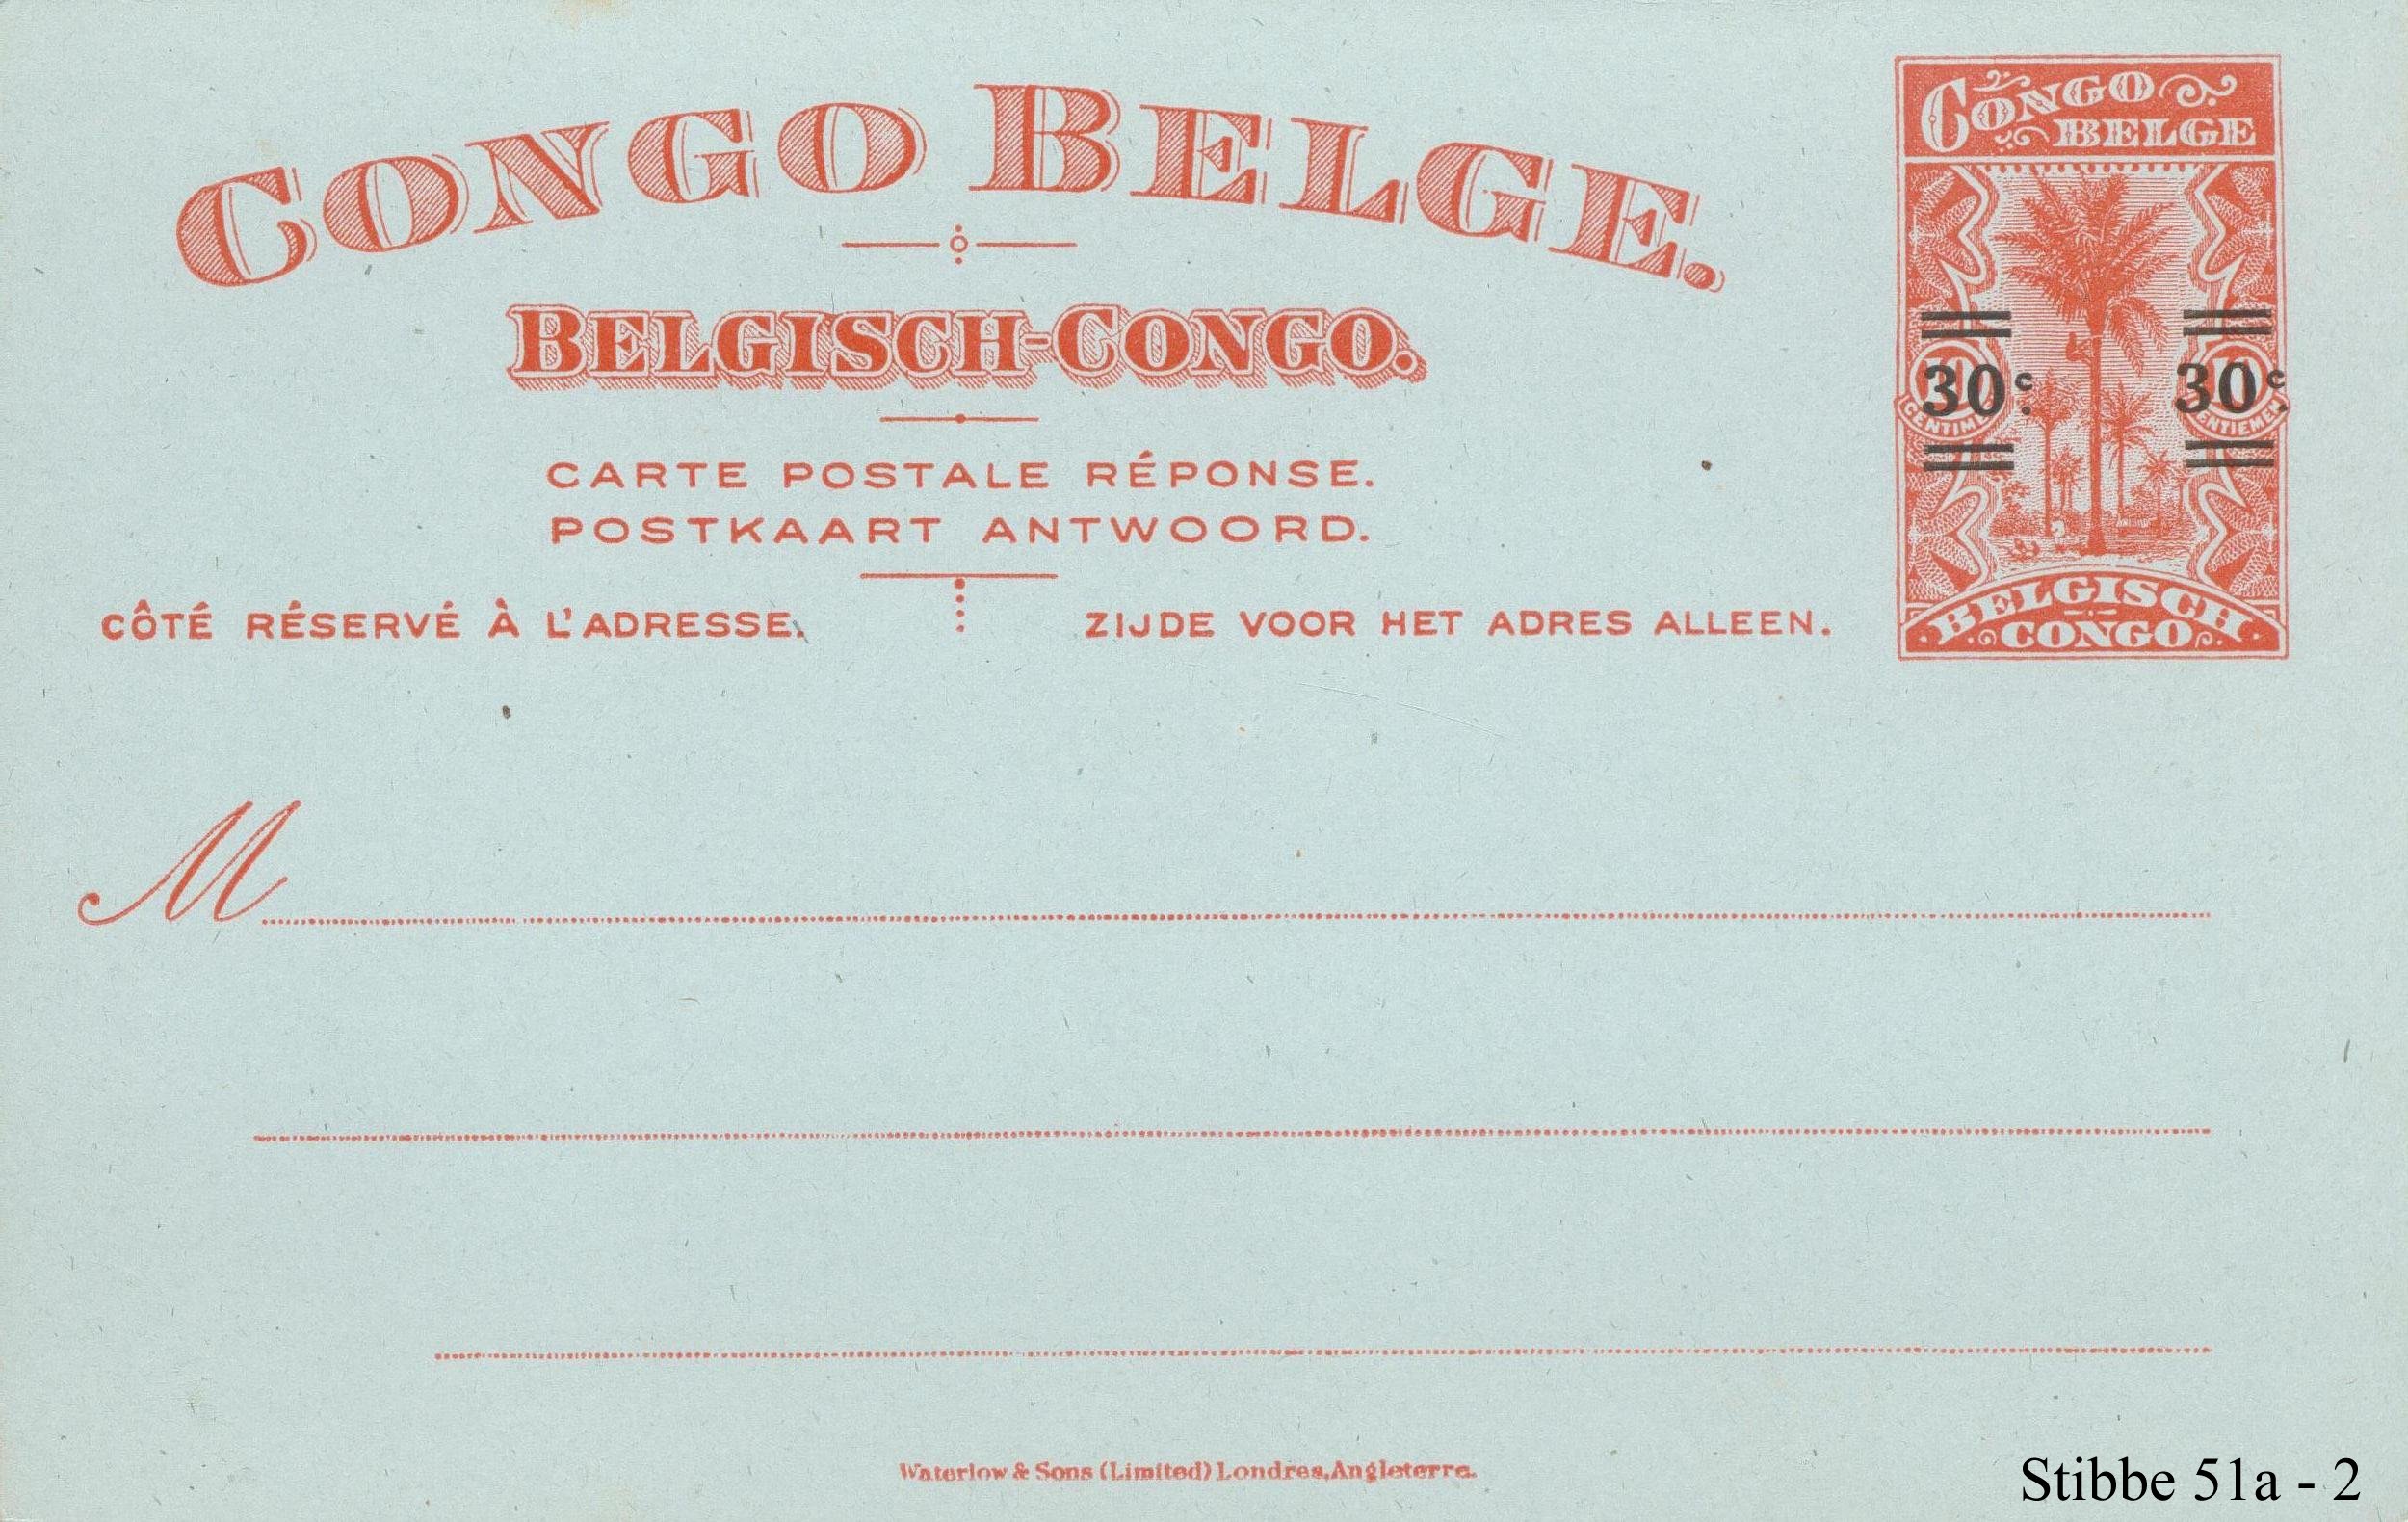 CONGO BELGE.
BELGISCH-CONGO.
CARTE POSTALE RÉPONSE.
POSTKAART ANTWOORD.
CÔTÉ RÉSERVÉ À L'ADRESSE.
ZIJDE VOOR HET ADRES ALLEEN.
CONGO
BELGE
30c. 30c.
BELGISCH
CONGO
M
Waterlow & Sons (Limited) Londres, Angleterre.
Stibbe 51a - 2